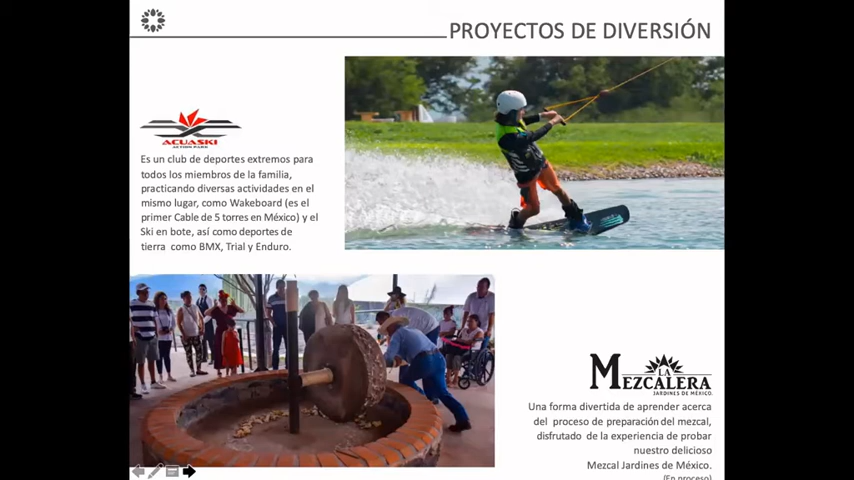 PROYECTOS DE DIVERSIÓN
ACUASKI
ACTION PARK
Es un club de deportes extremos para
todos los miembros de la familia,
practicando diversas actividades en el
mismo lugar, como Wakeboard (es el
primer Cable de 5 torres en México) y el
Ski en bote, así como deportes de
tierra como BMX, Trial y Enduro.
LA
MEZCALERA
JARDINES DE MÉXICO.
Una forma divertida de aprender acerca
del proceso de preparación del mezcal,
disfrutado de la experiencia de probar
nuestro delicioso
Mezcal Jardines de México.
(En proceso)